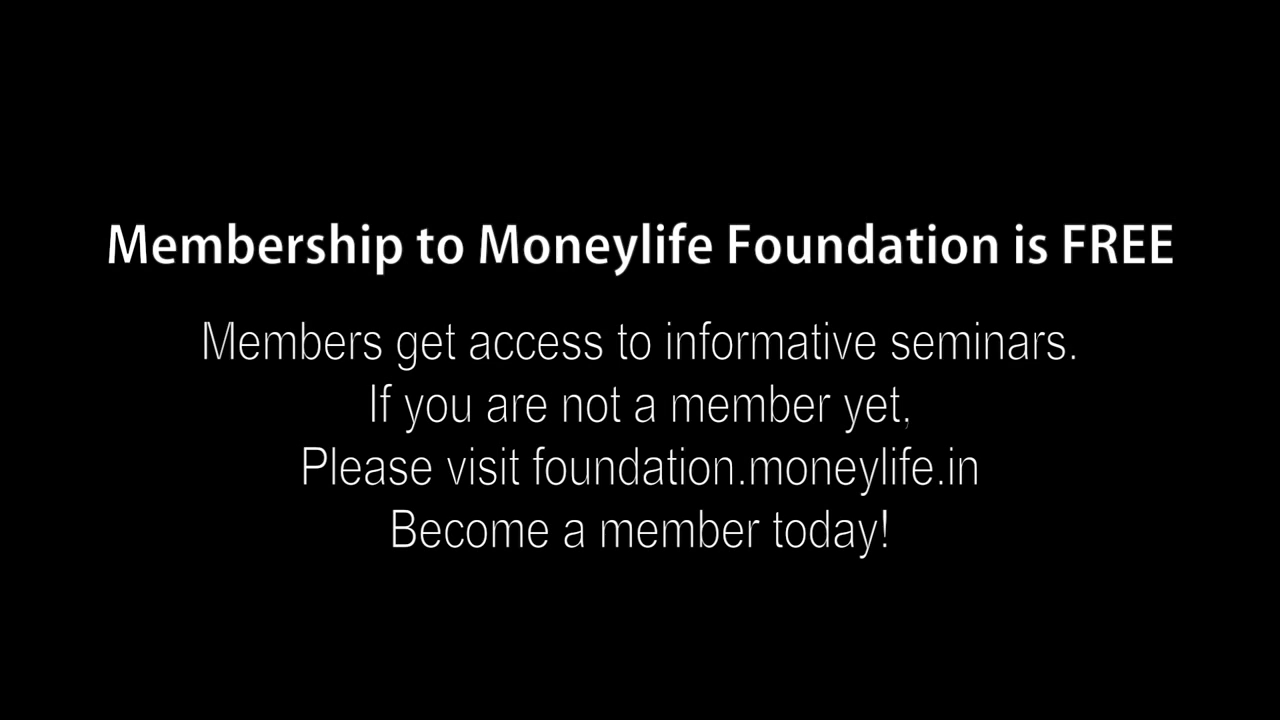 Membership to Moneylife Foundation is FREE
Members get access to informative seminars.
If you are not a member yet,
Please visit foundation.moneylife.in
Become a member today!